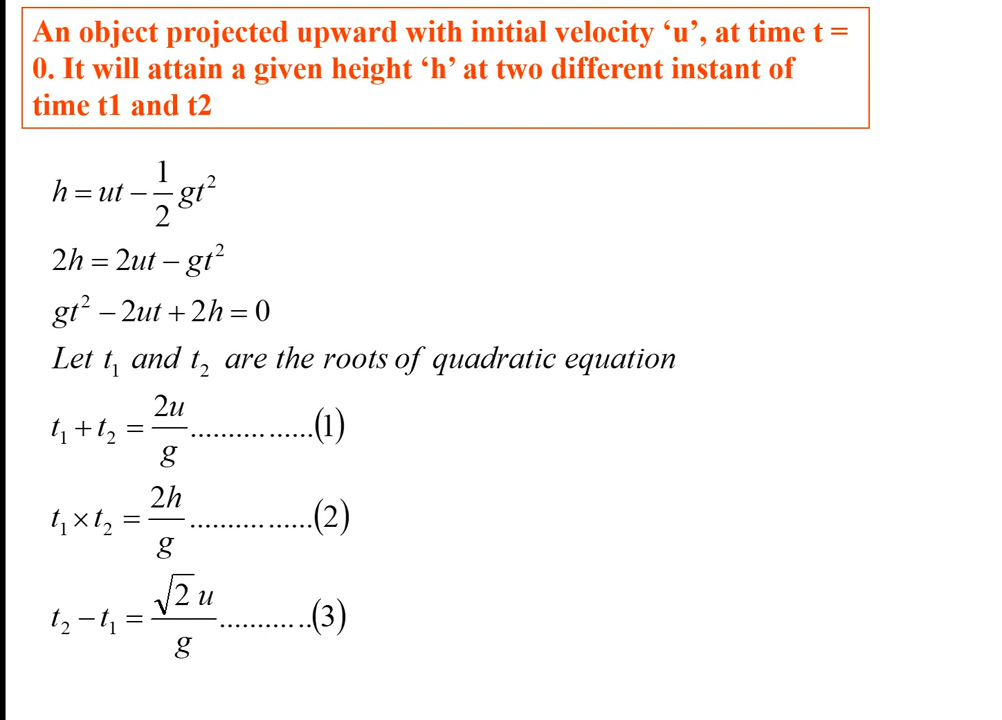 An object projected upward with initial velocity ‘u’, at time t =
0. It will attain a given height ‘h’ at two different instant of
time t1 and t2
h = ut − 1/2 gt²
2h = 2ut − gt²
gt² − 2ut + 2h = 0
Let t₁ and t₂ are the roots of quadratic equation
t₁ + t₂ = 2u/g ................(1)
t₁ × t₂ = 2h/g ................(2)
t₂ − t₁ = √2 u/g ............(3)